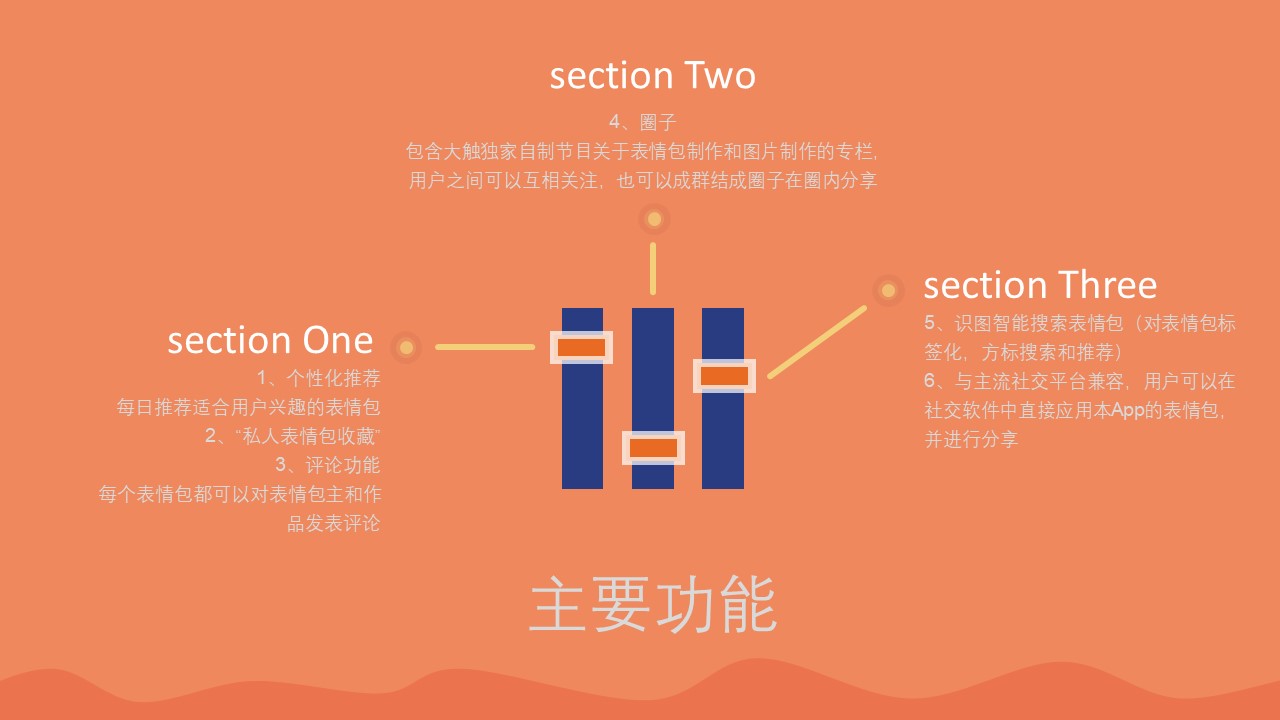 section Two
4、圈子
包含大触独家自制节目关于表情包制作和图片制作的专栏，
用户之间可以互相关注，也可以成群结成圈子在圈内分享
section One
1、个性化推荐
每日推荐适合用户兴趣的表情包
2、“私人表情包收藏”
3、评论功能
每个表情包都可以对表情包主和作
品发表评论
section Three
5、识图智能搜索表情包（对表情包标
签化，方标搜索和推荐）
6、与主流社交平台兼容，用户可以在
社交软件中直接应用本App的表情包，
并进行分享
主要功能